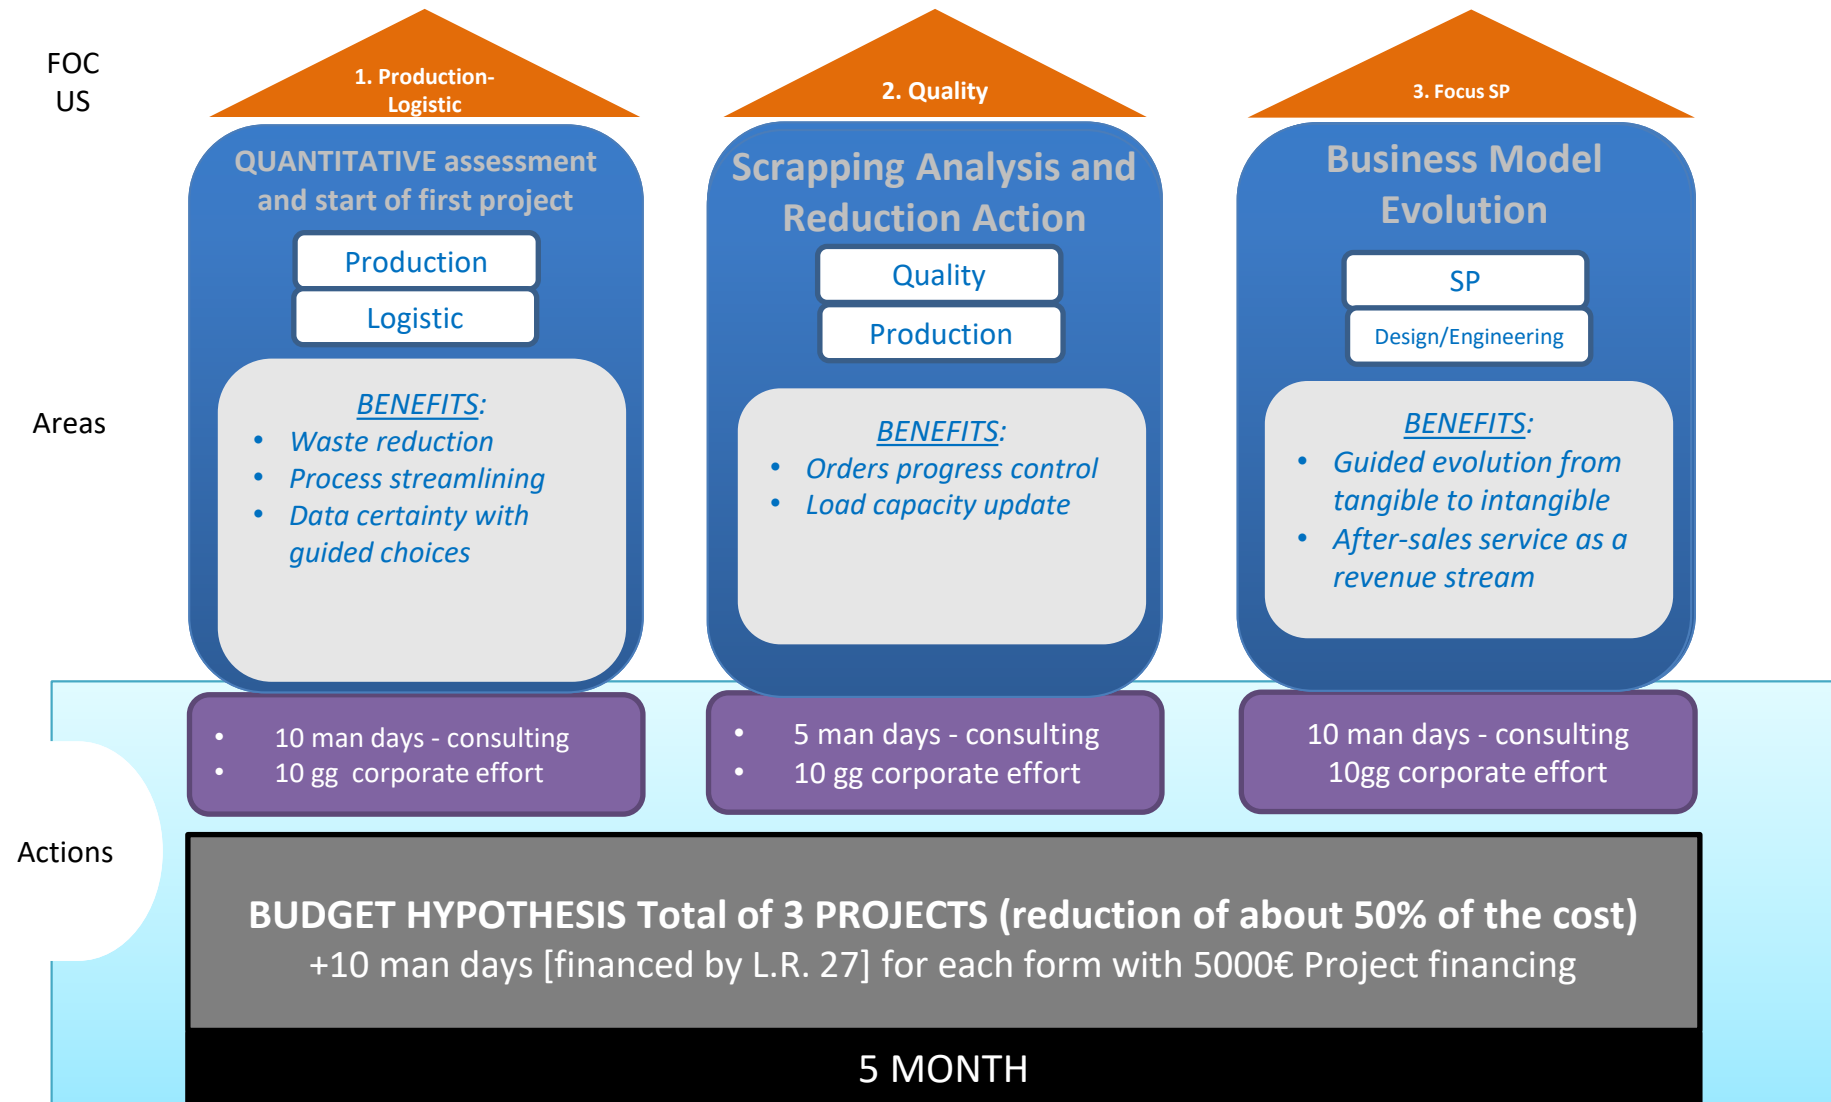 FOC
US
1. Production-
Logistic
2. Quality
3. Focus SP
QUANTITATIVE assessment
and start of first project
Production
Logistic
Scrapping Analysis and
Reduction Action
Quality
Production
Business Model
Evolution
SP
Design/Engineering
Areas
BENEFITS:
• Waste reduction
• Process streamlining
• Data certainty with
guided choices
BENEFITS:
• Orders progress control
• Load capacity update
BENEFITS:
• Guided evolution from
tangible to intangible
• After-sales service as a
revenue stream
• 10 man days - consulting
• 10 gg corporate effort
• 5 man days - consulting
• 10 gg corporate effort
10 man days - consulting
10gg corporate effort
Actions
BUDGET HYPOTHESIS Total of 3 PROJECTS (reduction of about 50% of the cost)
+10 man days [financed by L.R. 27] for each form with 5000€ Project financing
5 MONTH